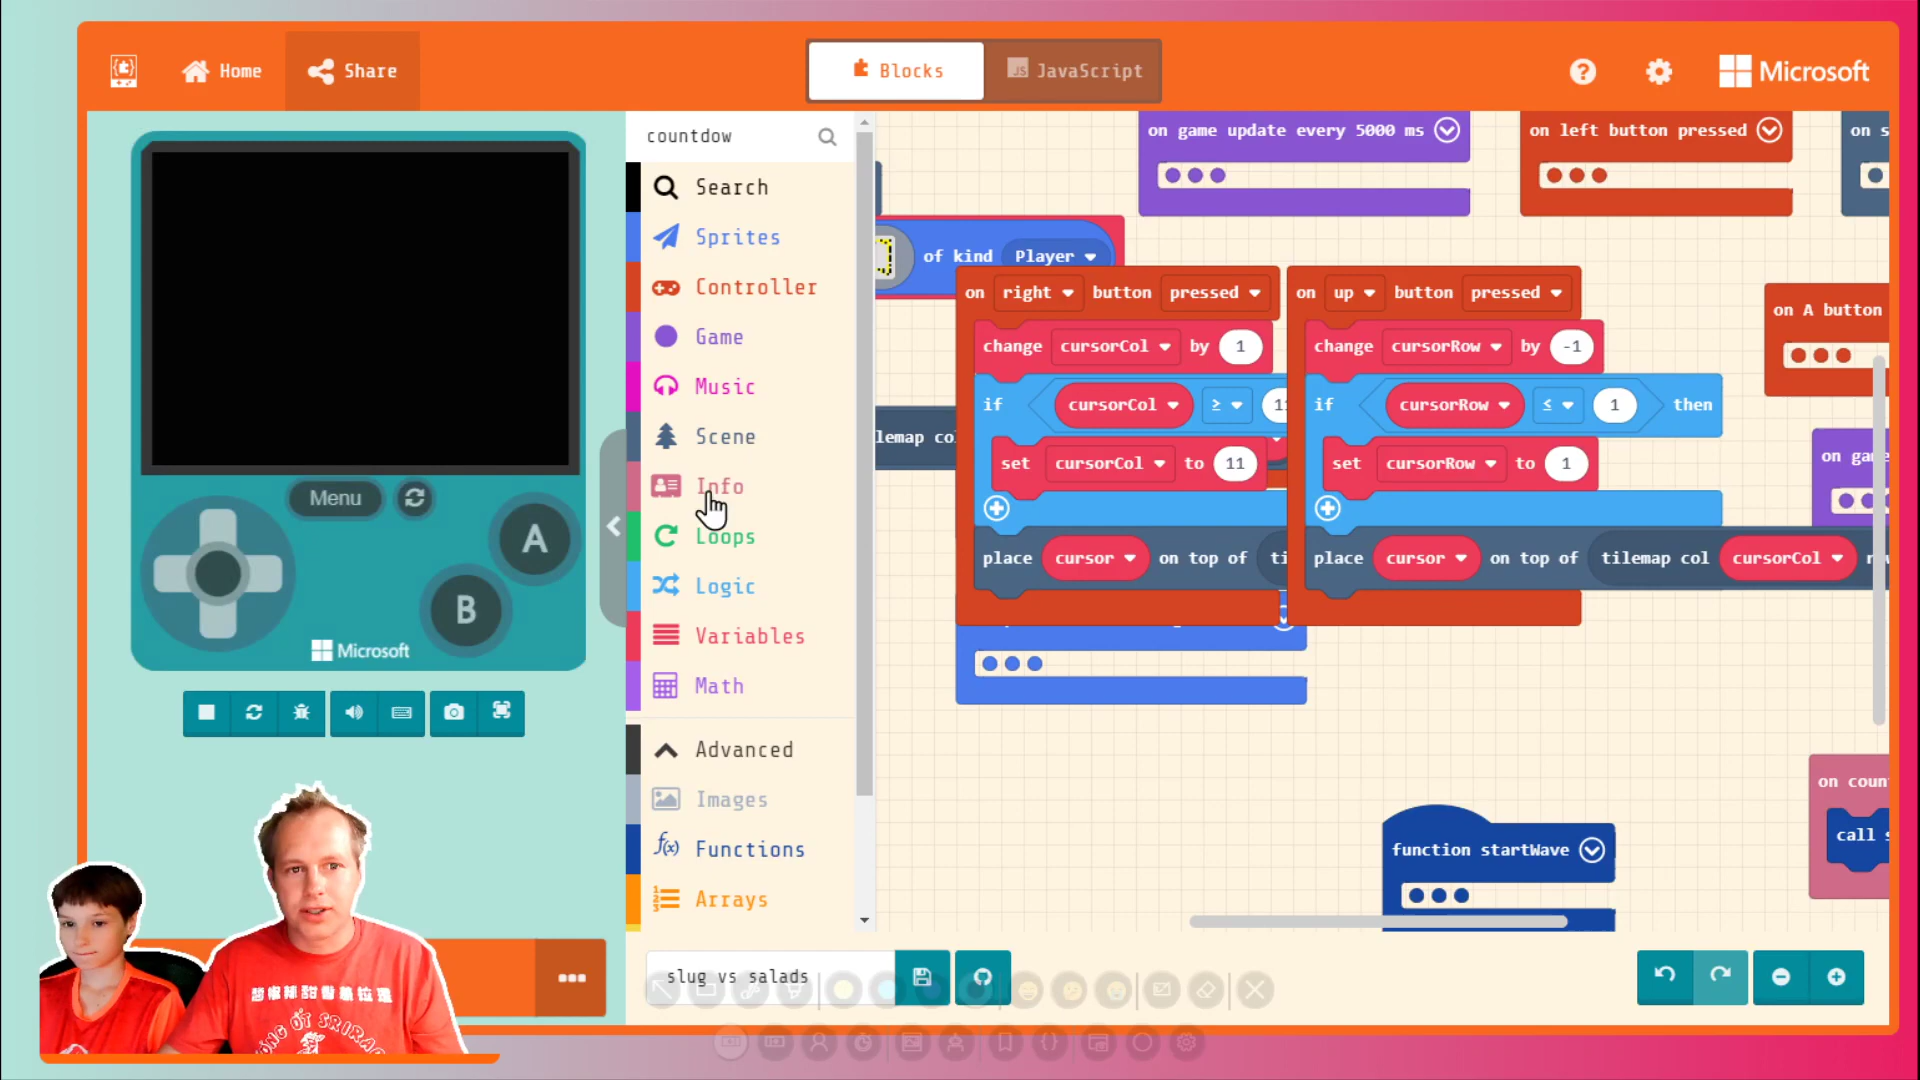 Home
Share
Blocks
JS JavaScript
Microsoft
countdow
Search
Sprites
Controller
Game
Music
Scene
Info
Loops
Logic
Variables
Math
Advanced
Images
Functions
Arrays
Menu
A
B
Microsoft
on game update every 5000 ms
on left button pressed
on s
of kind Player
on right button pressed
change cursorCol by 1
if cursorCol ≥
set cursorCol to 11
place cursor on top of
on up button pressed
change cursorRow by -1
if cursorRow ≤ 1 then
set cursorRow to 1
place cursor on top of tilemap col cursorCol
on A button
on
lemap
function startWave
call
slug vs salads
SRIRA